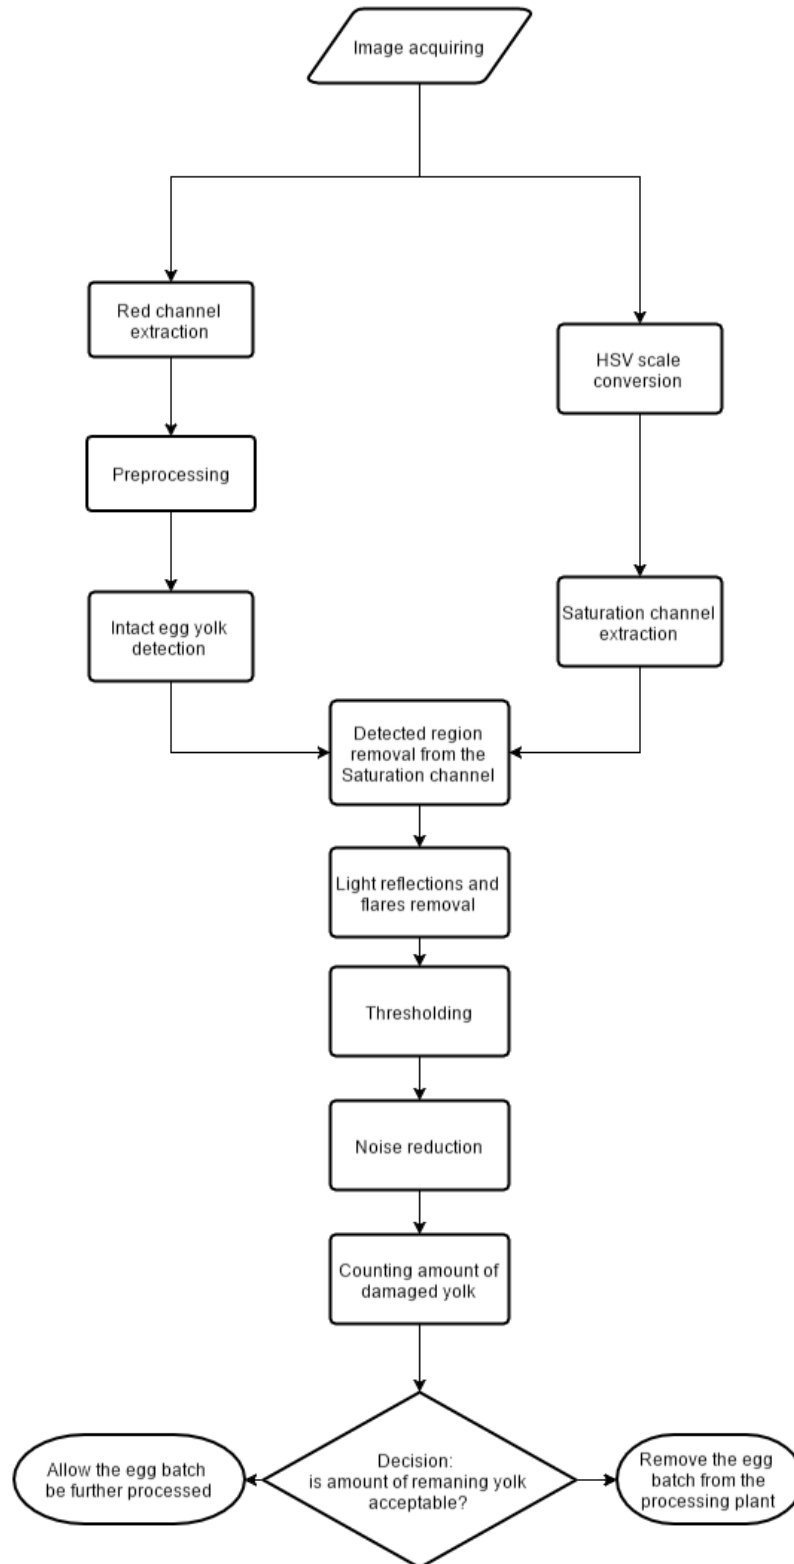 Image acquiring
Red channel
extraction
HSV scale
conversion
Preprocessing
Intact egg yolk
detection
Saturation channel
extraction
Detected region
removal from the
Saturation channel
Light reflections and
flares removal
Thresholding
Noise reduction
Counting amount of
damaged yolk
Allow the egg batch
be further processed
Decision:
is amount of remaning yolk
acceptable?
Remove the egg
batch from the
processing plant